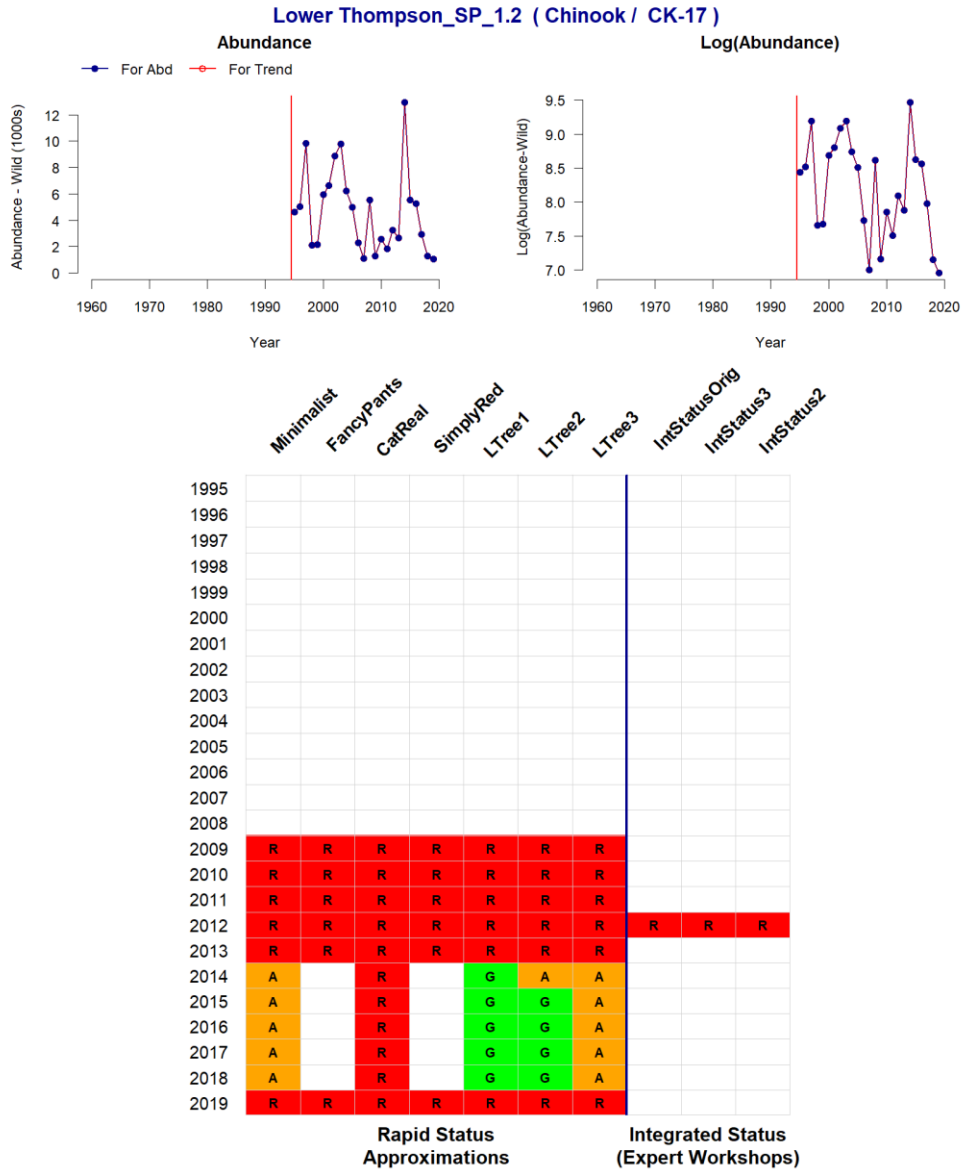 Lower Thompson_SP_1.2 ( Chinook / CK-17 )
Abundance
For Abd For Trend
Abundance - Wild (1000s)
12
10
8
6
4
2
0
1960 1970 1980 1990 2000 2010 2020
Year
Log(Abundance)
Log(Abundance-Wild)
9.5
9.0
8.5
8.0
7.5
7.0
1960 1970 1980 1990 2000 2010 2020
Year
Minimalist FancyPants CatReal SimplyRed LTree1 LTree2 LTree3 IntStatusOrig IntStatus3 IntStatus2
1995
1996
1997
1998
1999
2000
2001
2002
2003
2004
2005
2006
2007
2008
2009 R R R R R R R
2010 R R R R R R R
2011 R R R R R R R
2012 R R R R R R R R R R
2013 R R R R R R R
2014 A R G A A
2015 A R G G A
2016 A R G G A
2017 A R G G A
2018 A R G G A
2019 R R R R R R R
Rapid Status
Approximations
Integrated Status
(Expert Workshops)